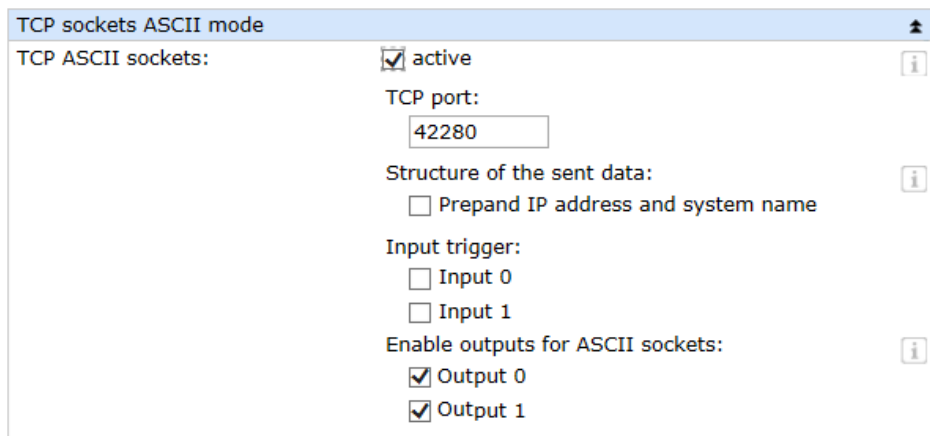 TCP sockets ASCII mode
TCP ASCII sockets: active
TCP port:
42280
Structure of the sent data:
Prepand IP address and system name
Input trigger:
Input 0
Input 1
Enable outputs for ASCII sockets:
Output 0
Output 1